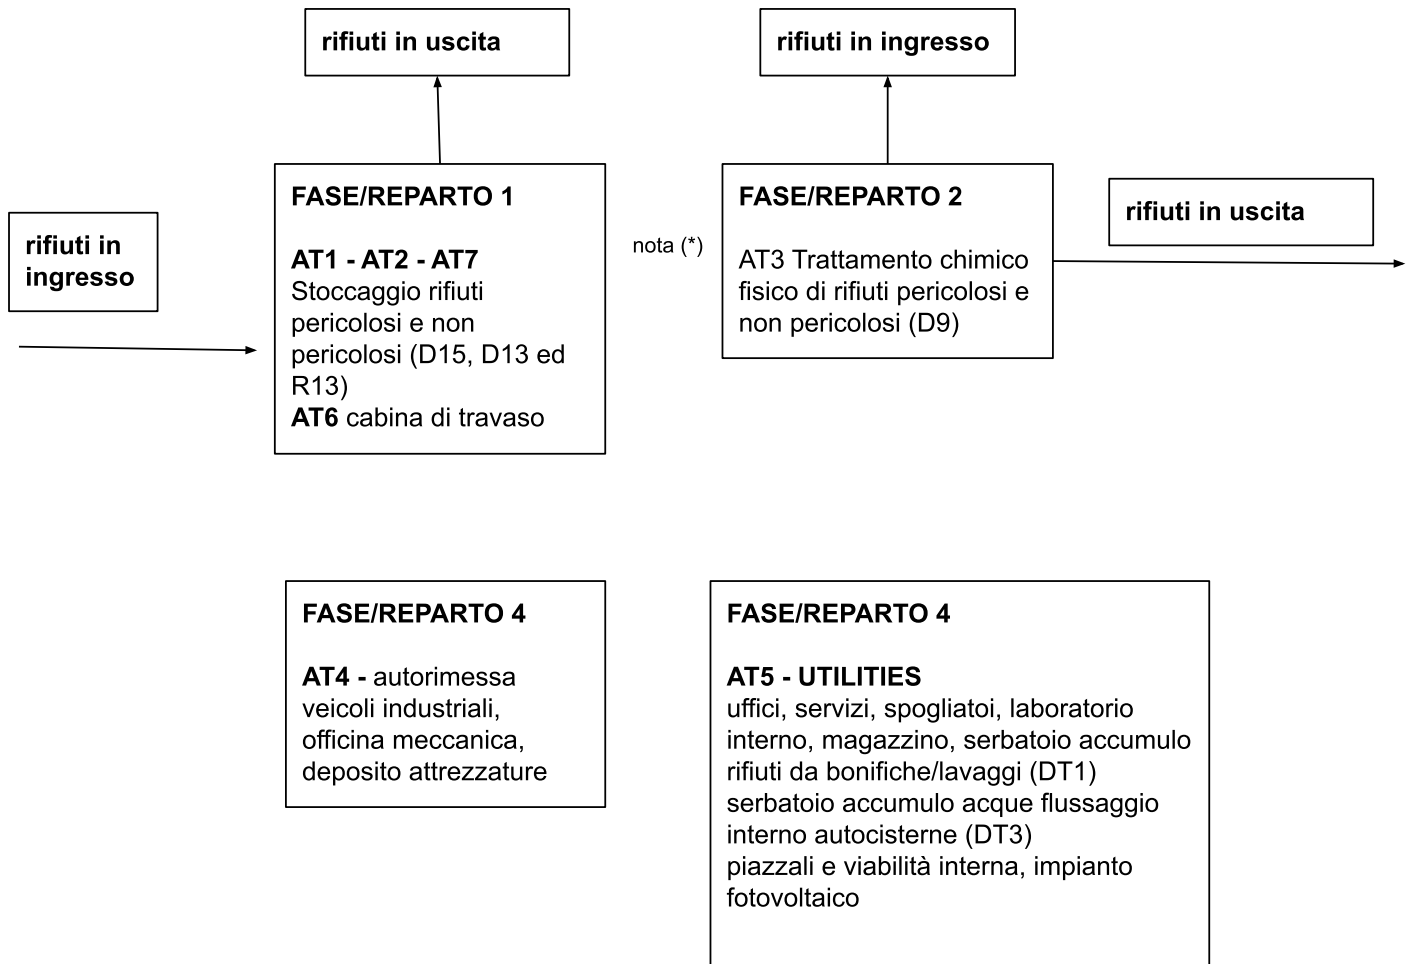 rifiuti in uscita
rifiuti in ingresso
rifiuti in
ingresso
FASE/REPARTO 1
AT1 - AT2 - AT7
Stoccaggio rifiuti
pericolosi e non
pericolosi (D15, D13 ed
R13)
AT6 cabina di travaso
nota (*)
FASE/REPARTO 2
AT3 Trattamento chimico
fisico di rifiuti pericolosi e
non pericolosi (D9)
rifiuti in uscita
FASE/REPARTO 4
AT4 - autorimessa
veicoli industriali,
officina meccanica,
deposito attrezzature
FASE/REPARTO 4
AT5 - UTILITIES
uffici, servizi, spogliatoi, laboratorio
interno, magazzino, serbatoio accumulo
rifiuti da bonifiche/lavaggi (DT1)
serbatoio accumulo acque flussaggio
interno autocisterne (DT3)
piazzali e viabilità interna, impianto
fotovoltaico